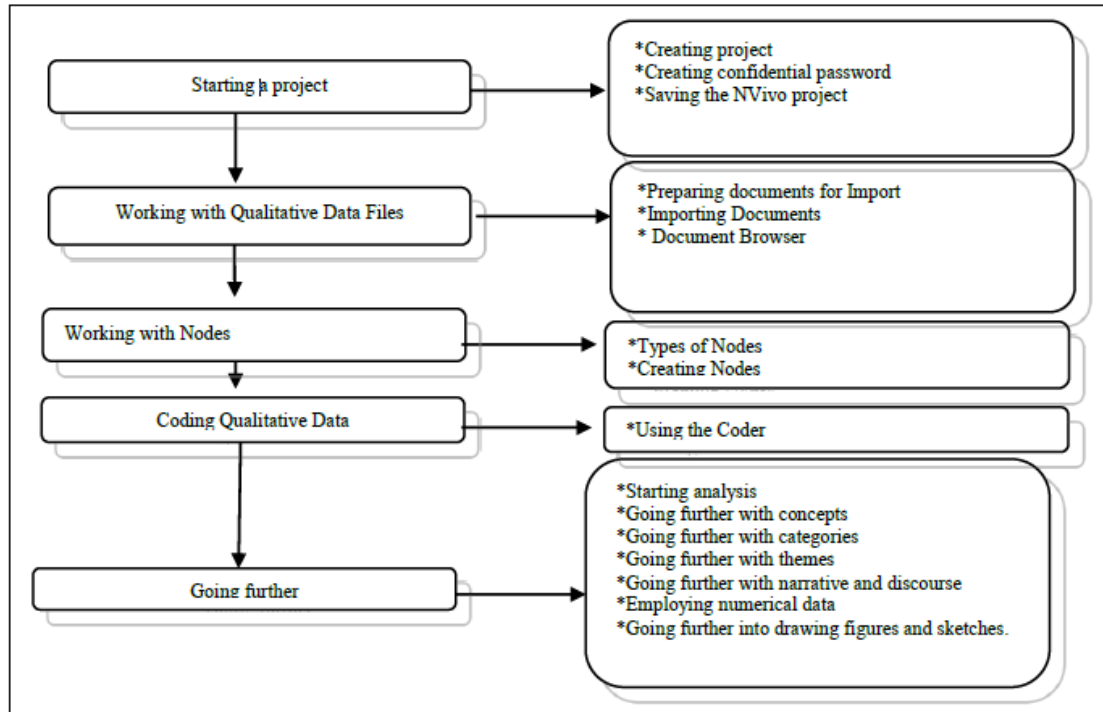 Starting a project
*Creating project
*Creating confidential password
*Saving the NVivo project
Working with Qualitative Data Files
*Preparing documents for Import
*Importing Documents
* Document Browser
Working with Nodes
*Types of Nodes
*Creating Nodes
Coding Qualitative Data
*Using the Coder
Going further
*Starting analysis
*Going further with concepts
*Going further with categories
*Going further with themes
*Going further with narrative and discourse
*Employing numerical data
*Going further into drawing figures and sketches.